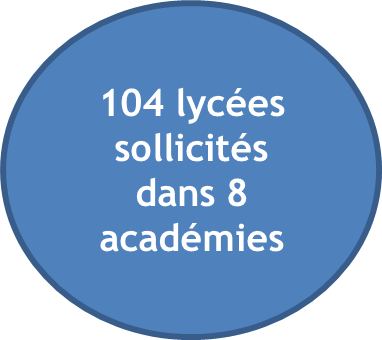 104 lycées
sollicités
dans 8
académies